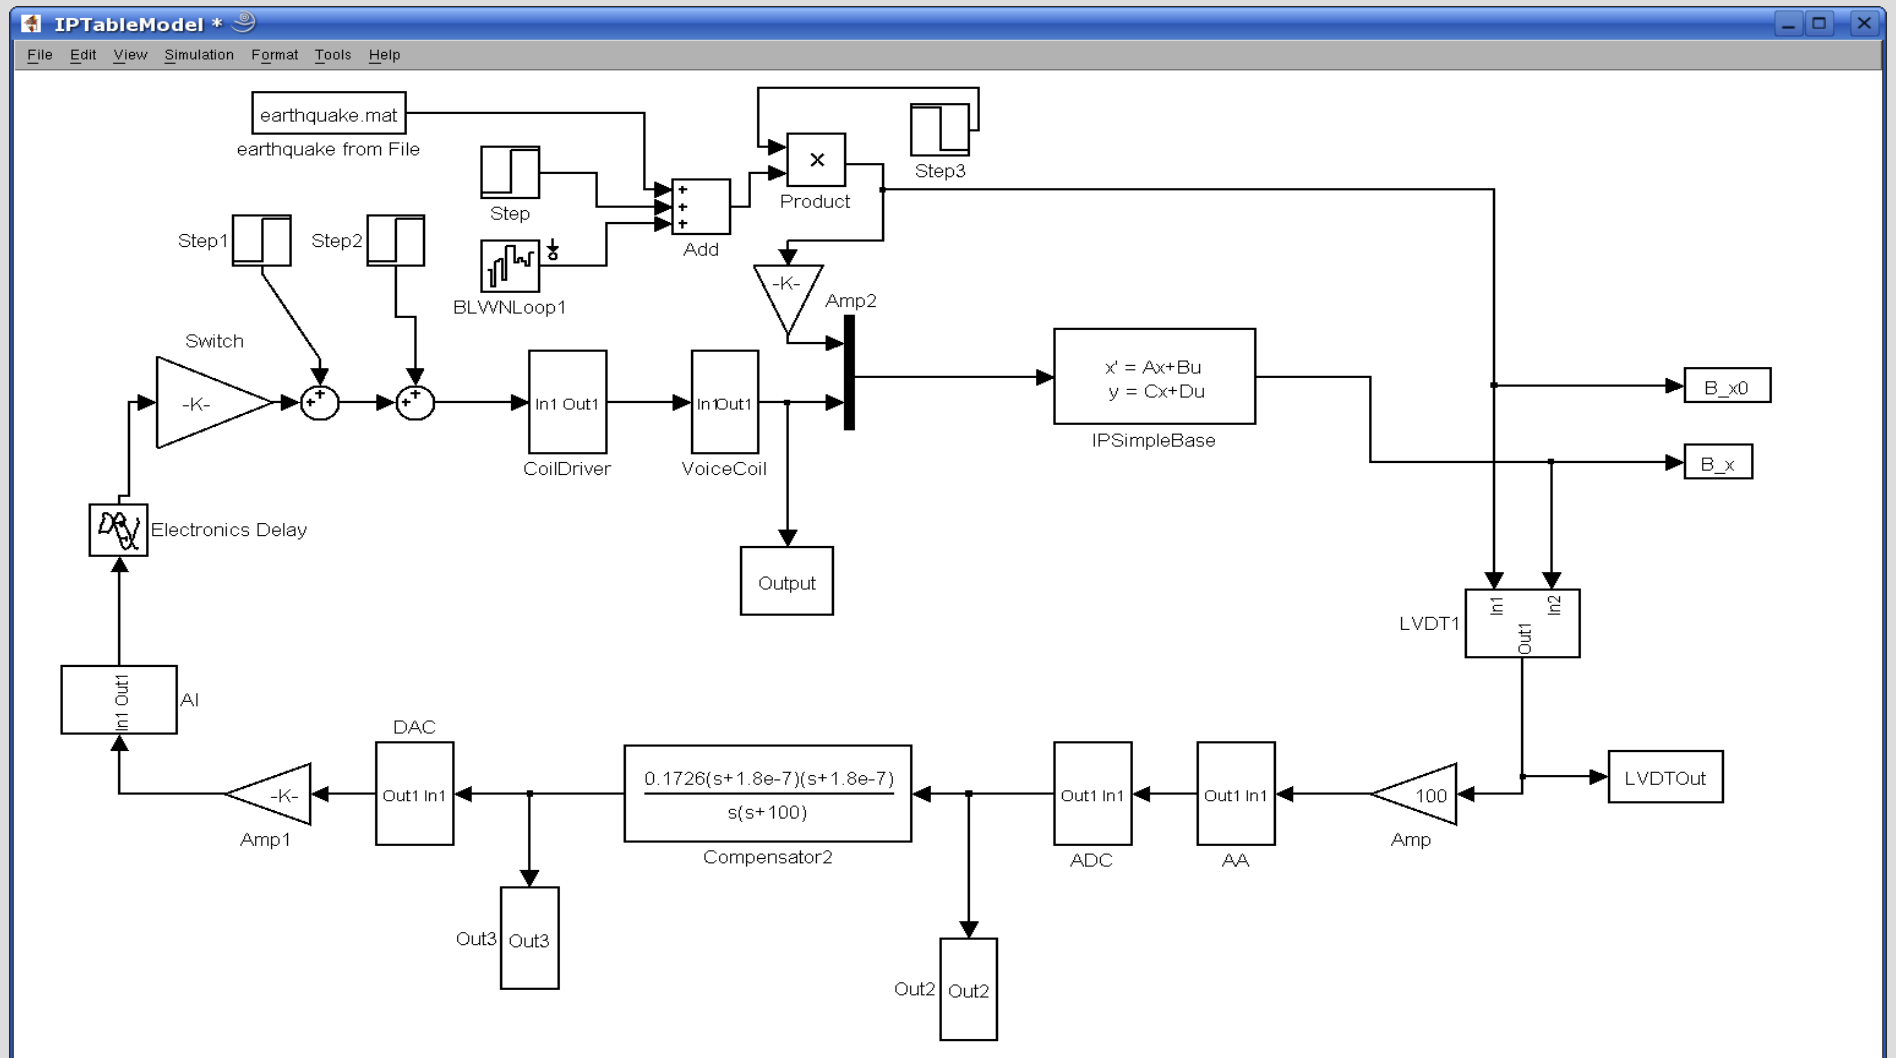 IPTableModel *
File Edit View Simulation Format Tools Help
earthquake.mat
earthquake from File
Step
BLWNLoop1
+
+
+
Add
×
Product
Step3
Step1
Step2
-K-
Amp2
Switch
-K-
+
+
+
+
In1 Out1
CoilDriver
In1 Out1
VoiceCoil
x' = Ax+Bu
y = Cx+Du
IPSimpleBase
B_x0
B_x
Electronics Delay
Output
In1
In2
Out1
LVDT1
In1 Out1
AI
LVDTOut
100
Amp
Out1 In1
AA
Out1 In1
ADC
0.1726(s+1.8e-7)(s+1.8e-7)
s(s+100)
Compensator2
DAC
Out1 In1
-K-
Amp1
Out3
Out3
Out2
Out2